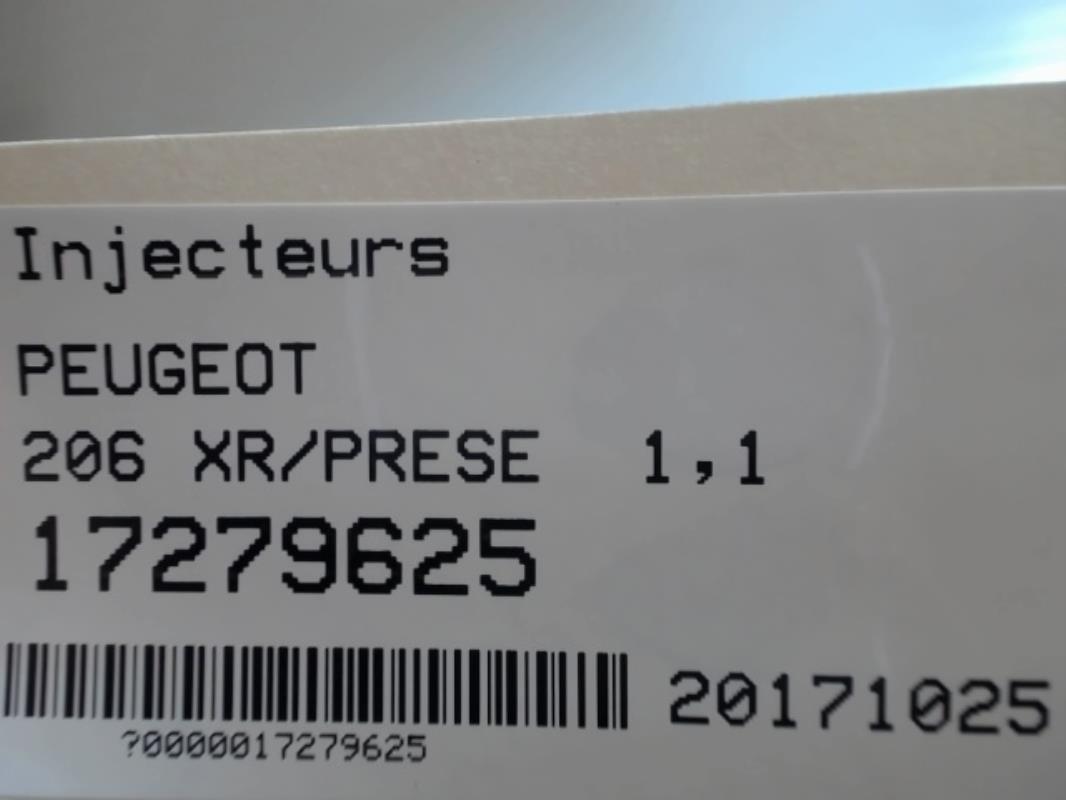 Injecteurs
PEUGEOT
206 XR/PRESE 1,1
17279625
20171025
?0000017279625